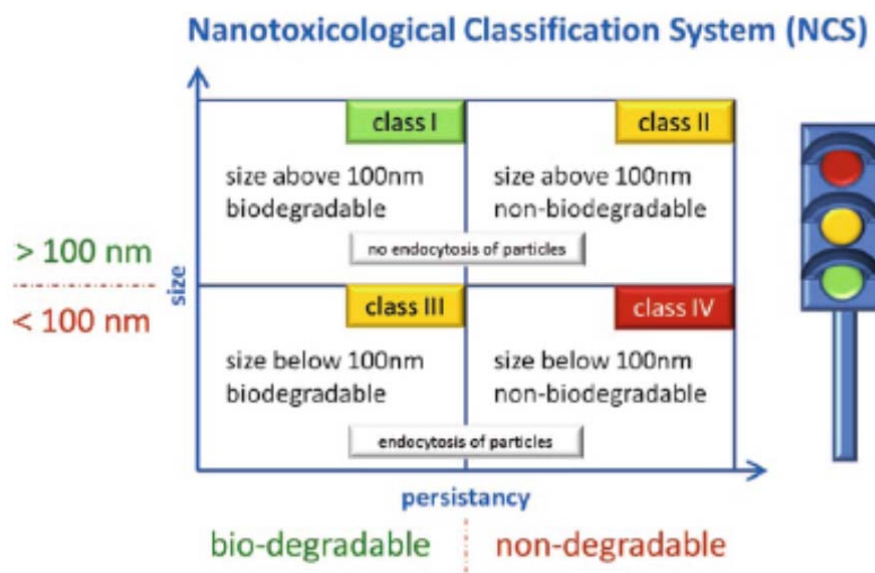 Nanotoxicological Classification System (NCS)
class I
size above 100nm
biodegradable
class II
size above 100nm
non-biodegradable
no endocytosis of particles
> 100 nm
< 100 nm
size
class III
size below 100nm
biodegradable
class IV
size below 100nm
non-biodegradable
endocytosis of particles
persistancy
bio-degradable
non-degradable